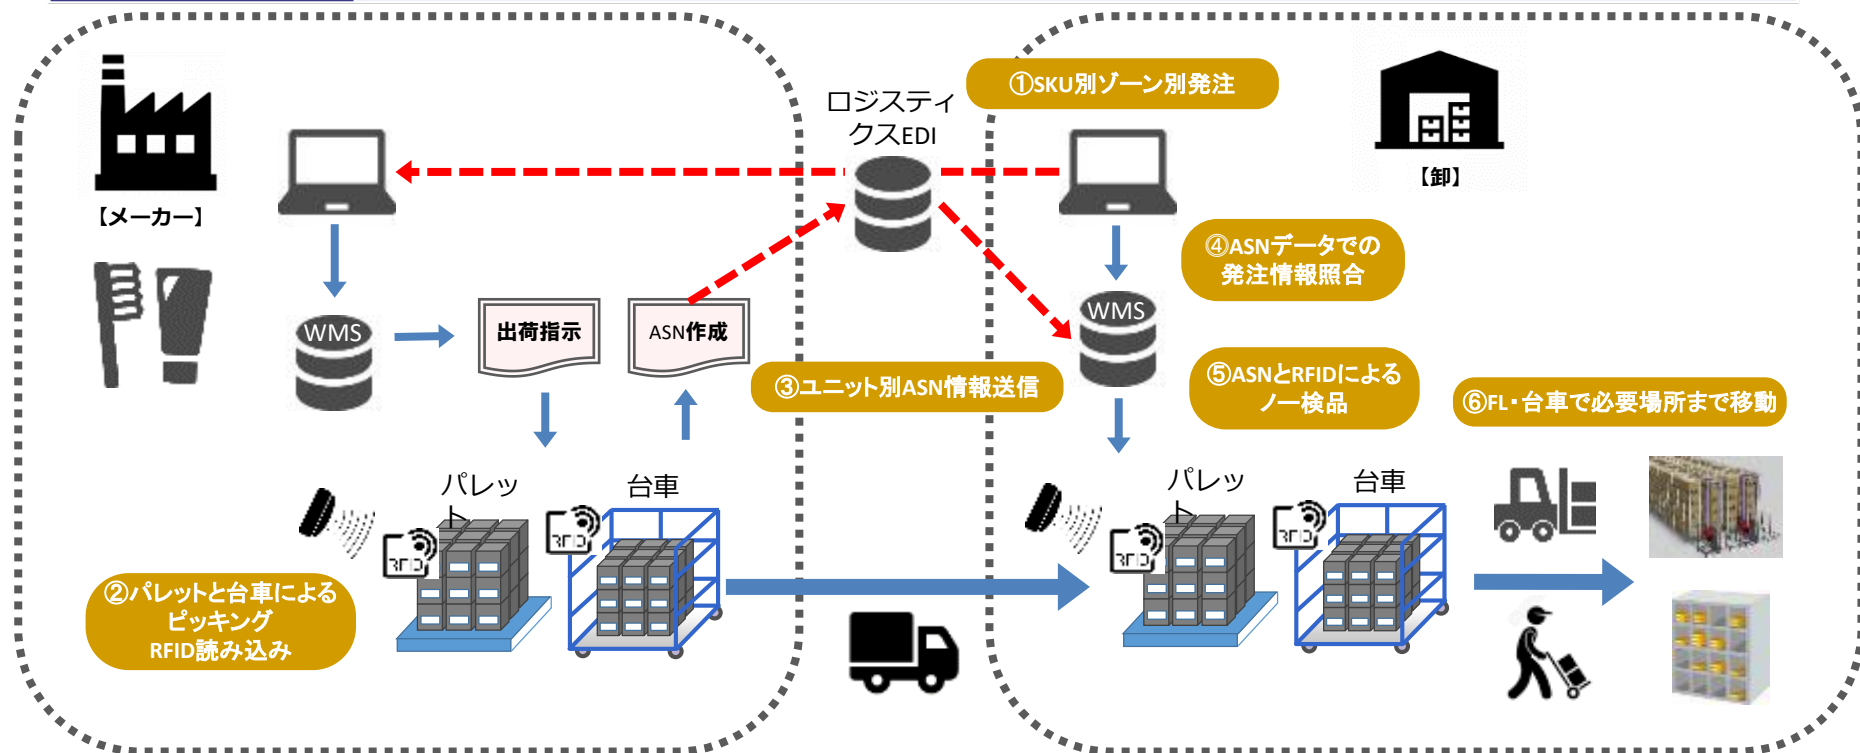 ①SKU別ゾーン別発注
ロジスティ
クスEDI
【メーカー】
【卸】
④ASNデータでの
発注情報照合
WMS
出荷指示
ASN作成
WMS
③ユニット別ASN情報送信
⑤ASNとRFIDによる
ノー検品
⑥FL・台車で必要場所まで移動
パレッ
ト
台車
パレッ
ト
台車
RFID
RFID
RFID
RFID
②パレットと台車による
ピッキング
RFID読み込み